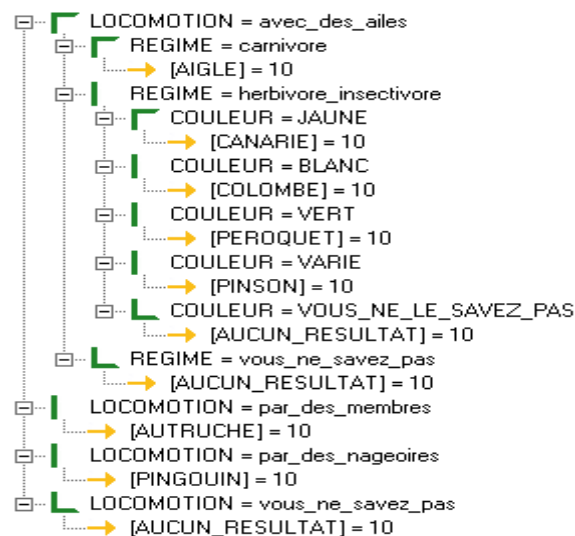 LOCOMOTION = avec_des_ailes
REGIME = carnivore
[AIGLE] = 10
REGIME = herbivore_insectivore
COULEUR = JAUNE
[CANARIE] = 10
COULEUR = BLANC
[COLOMBE] = 10
COULEUR = VERT
[PEROQUET] = 10
COULEUR = VARIE
[PINSON] = 10
COULEUR = VOUS_NE_LE_SAVEZ_PAS
[AUCUN_RESULTAT] = 10
REGIME = vous_ne_savez_pas
[AUCUN_RESULTAT] = 10
LOCOMOTION = par_des_membres
[AUTRUCHE] = 10
LOCOMOTION = par_des_nageoires
[PINGOUIN] = 10
LOCOMOTION = vous_ne_savez_pas
[AUCUN_RESULTAT] = 10